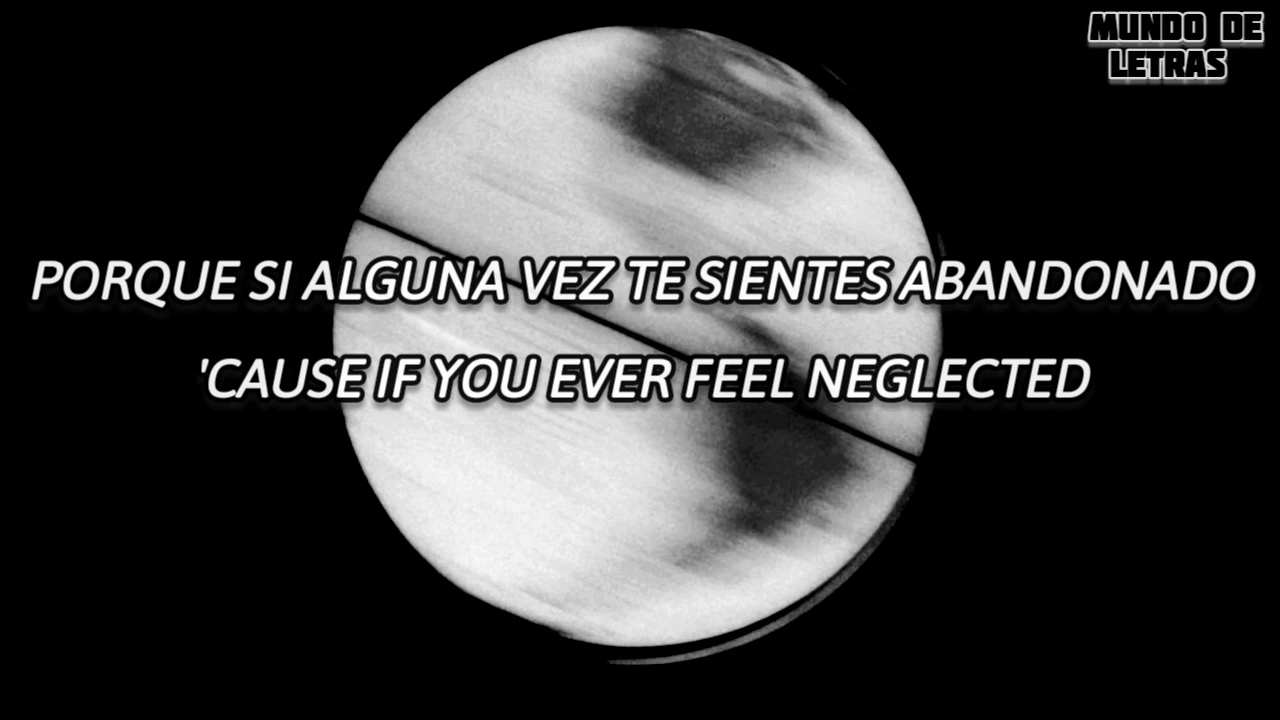 MUNDO DE
LETRAS
PORQUE SI ALGUNA VEZ TE SIENTES ABANDONADO
'CAUSE IF YOU EVER FEEL NEGLECTED